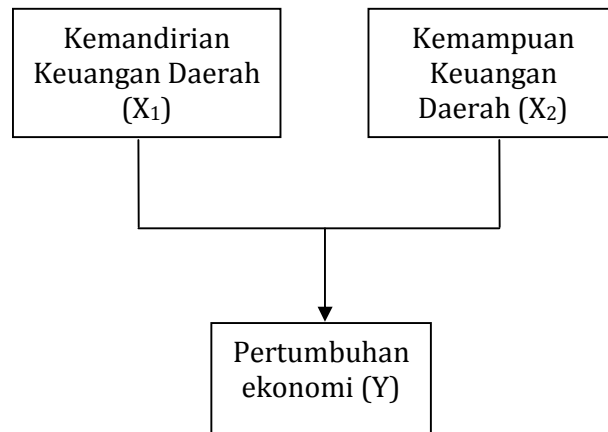 Kemandirian
Keuangan Daerah
(X₁)
Kemampuan
Keuangan
Daerah (X₂)
Pertumbuhan
ekonomi (Y)